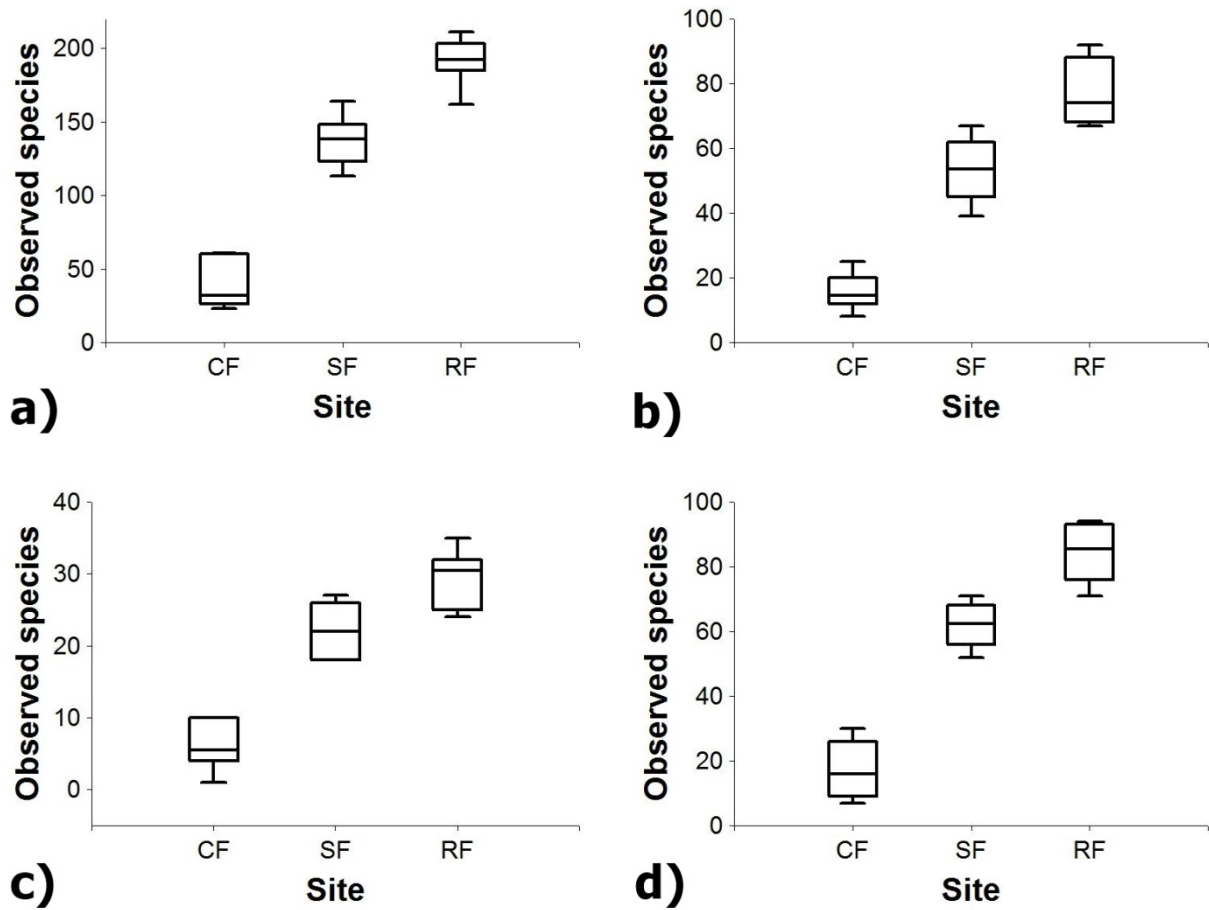 Observed species
200
150
100
50
0
CF SF RF
Site
a)
Observed species
100
80
60
40
20
0
CF SF RF
Site
b)
Observed species
40
30
20
10
0
CF SF RF
Site
c)
Observed species
100
80
60
40
20
0
CF SF RF
Site
d)